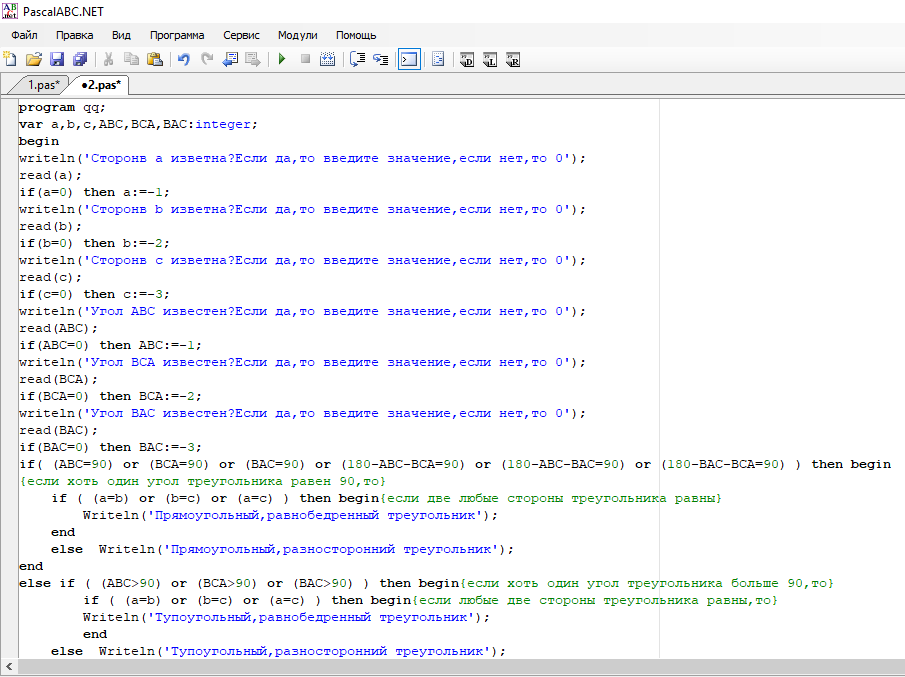 PascalABC.NET
Файл Правка Вид Программа Сервис Модули Помощь
1.pas* •2.pas*
program qq;
var a,b,c,ABC,BCA,BAC:integer;
begin
writeln('Сторонв a изветна?Если да,то введите значение,если нет,то 0');
read(a);
if(a=0) then a:=-1;
writeln('Сторонв b изветна?Если да,то введите значение,если нет,то 0');
read(b);
if(b=0) then b:=-2;
writeln('Сторонв c изветна?Если да,то введите значение,если нет,то 0');
read(c);
if(c=0) then c:=-3;
writeln('Угол ABC известен?Если да,то введите значение,если нет,то 0');
read(ABC);
if(ABC=0) then ABC:=-1;
writeln('Угол BCA известен?Если да,то введите значение,если нет,то 0');
read(BCA);
if(BCA=0) then BCA:=-2;
writeln('Угол BAC известен?Если да,то введите значение,если нет,то 0');
read(BAC);
if(BAC=0) then BAC:=-3;
if( (ABC=90) or (BCA=90) or (BAC=90) or (180-ABC-BCA=90) or (180-ABC-BAC=90) or (180-BAC-BCA=90) ) then begin
{если хоть один угол треугольника равен 90,то}
if ( (a=b) or (b=c) or (a=c) ) then begin{если две любые стороны треугольника равны}
Writeln('Прямоугольный,равнобедренный треугольник');
end
else Writeln('Прямоугольный,разносторонний треугольник');
end
else if ( (ABC>90) or (BCA>90) or (BAC>90) ) then begin{если хоть один угол треугольника больше 90,то}
if ( (a=b) or (b=c) or (a=c) ) then begin{если любые две стороны треугольника равны,то}
Writeln('Тупоугольный,равнобедренный треугольник');
end
else Writeln('Тупоугольный,разносторонний треугольник');